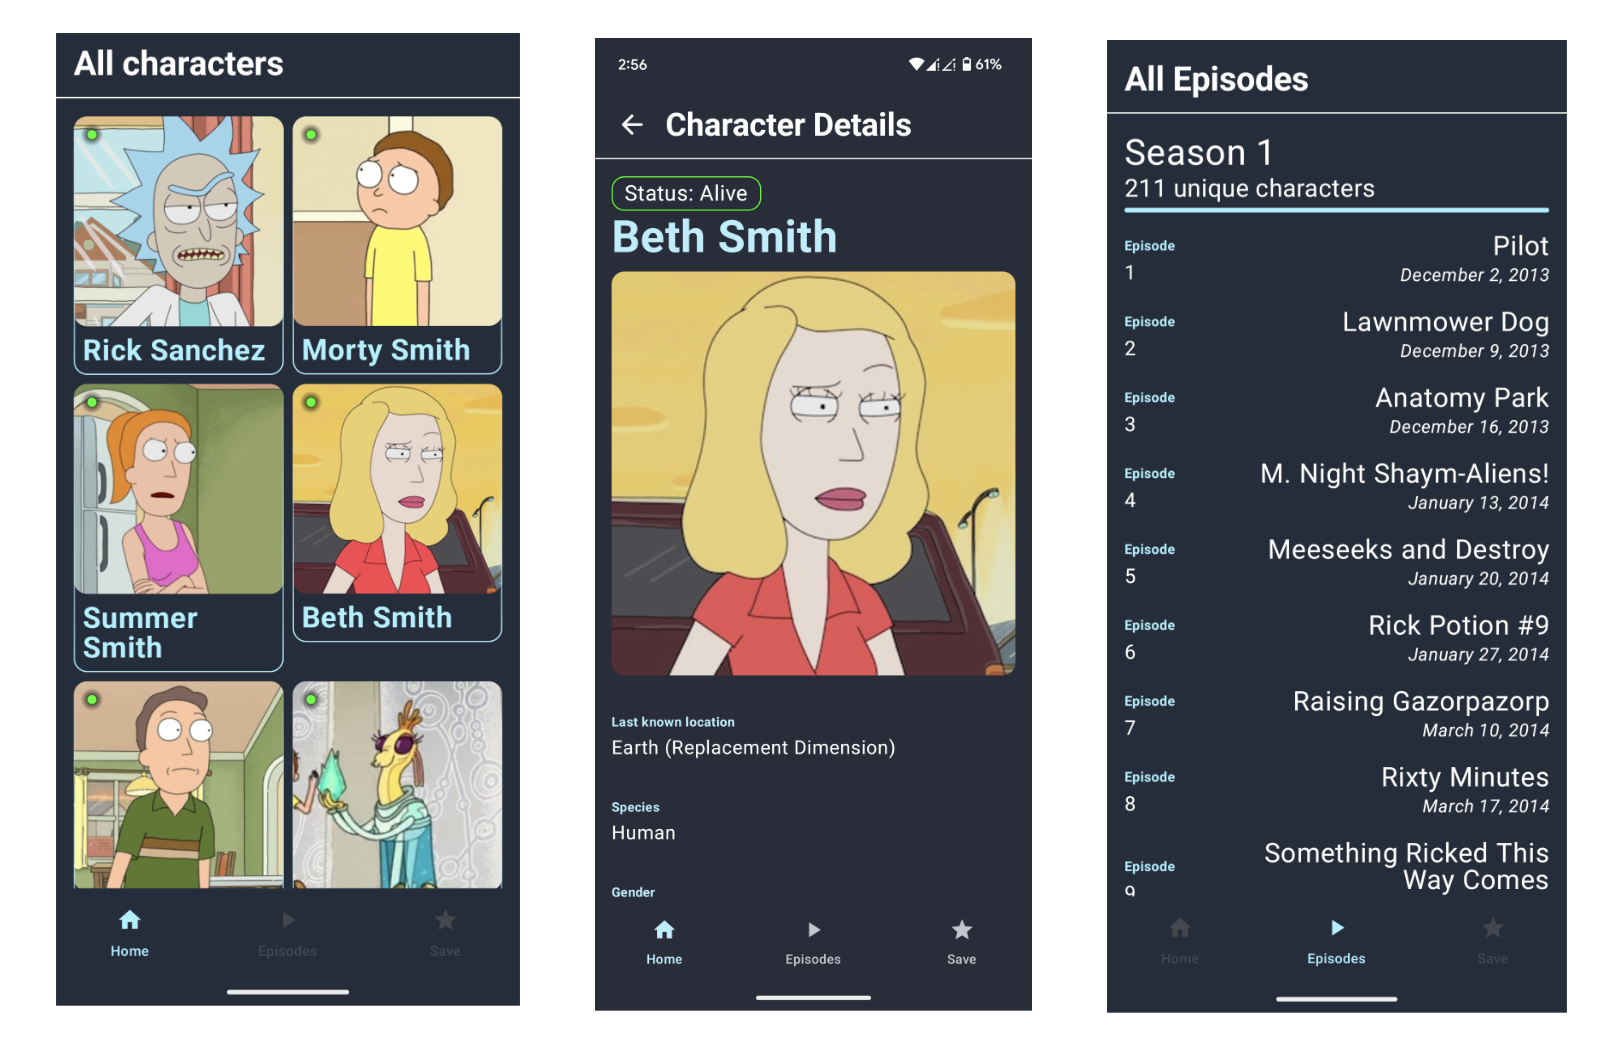 All characters
Rick Sanchez
Morty Smith
Summer
Smith
Beth Smith
Home
Episodes
Save
2:56
61%
Character Details
Status: Alive
Beth Smith
Last known location
Earth (Replacement Dimension)
Species
Human
Gender
Home
Episodes
Save
All Episodes
Season 1
211 unique characters
Episode
1
Pilot
December 2, 2013
Episode
2
Lawnmower Dog
December 9, 2013
Episode
3
Anatomy Park
December 16, 2013
Episode
4
M. Night Shaym-Aliens!
January 13, 2014
Episode
5
Meeseeks and Destroy
January 20, 2014
Episode
6
Rick Potion #9
January 27, 2014
Episode
7
Raising Gazorpazorp
March 10, 2014
Episode
8
Rixty Minutes
March 17, 2014
Episode
9
Something Ricked This
Way Comes
Home
Episodes
Save